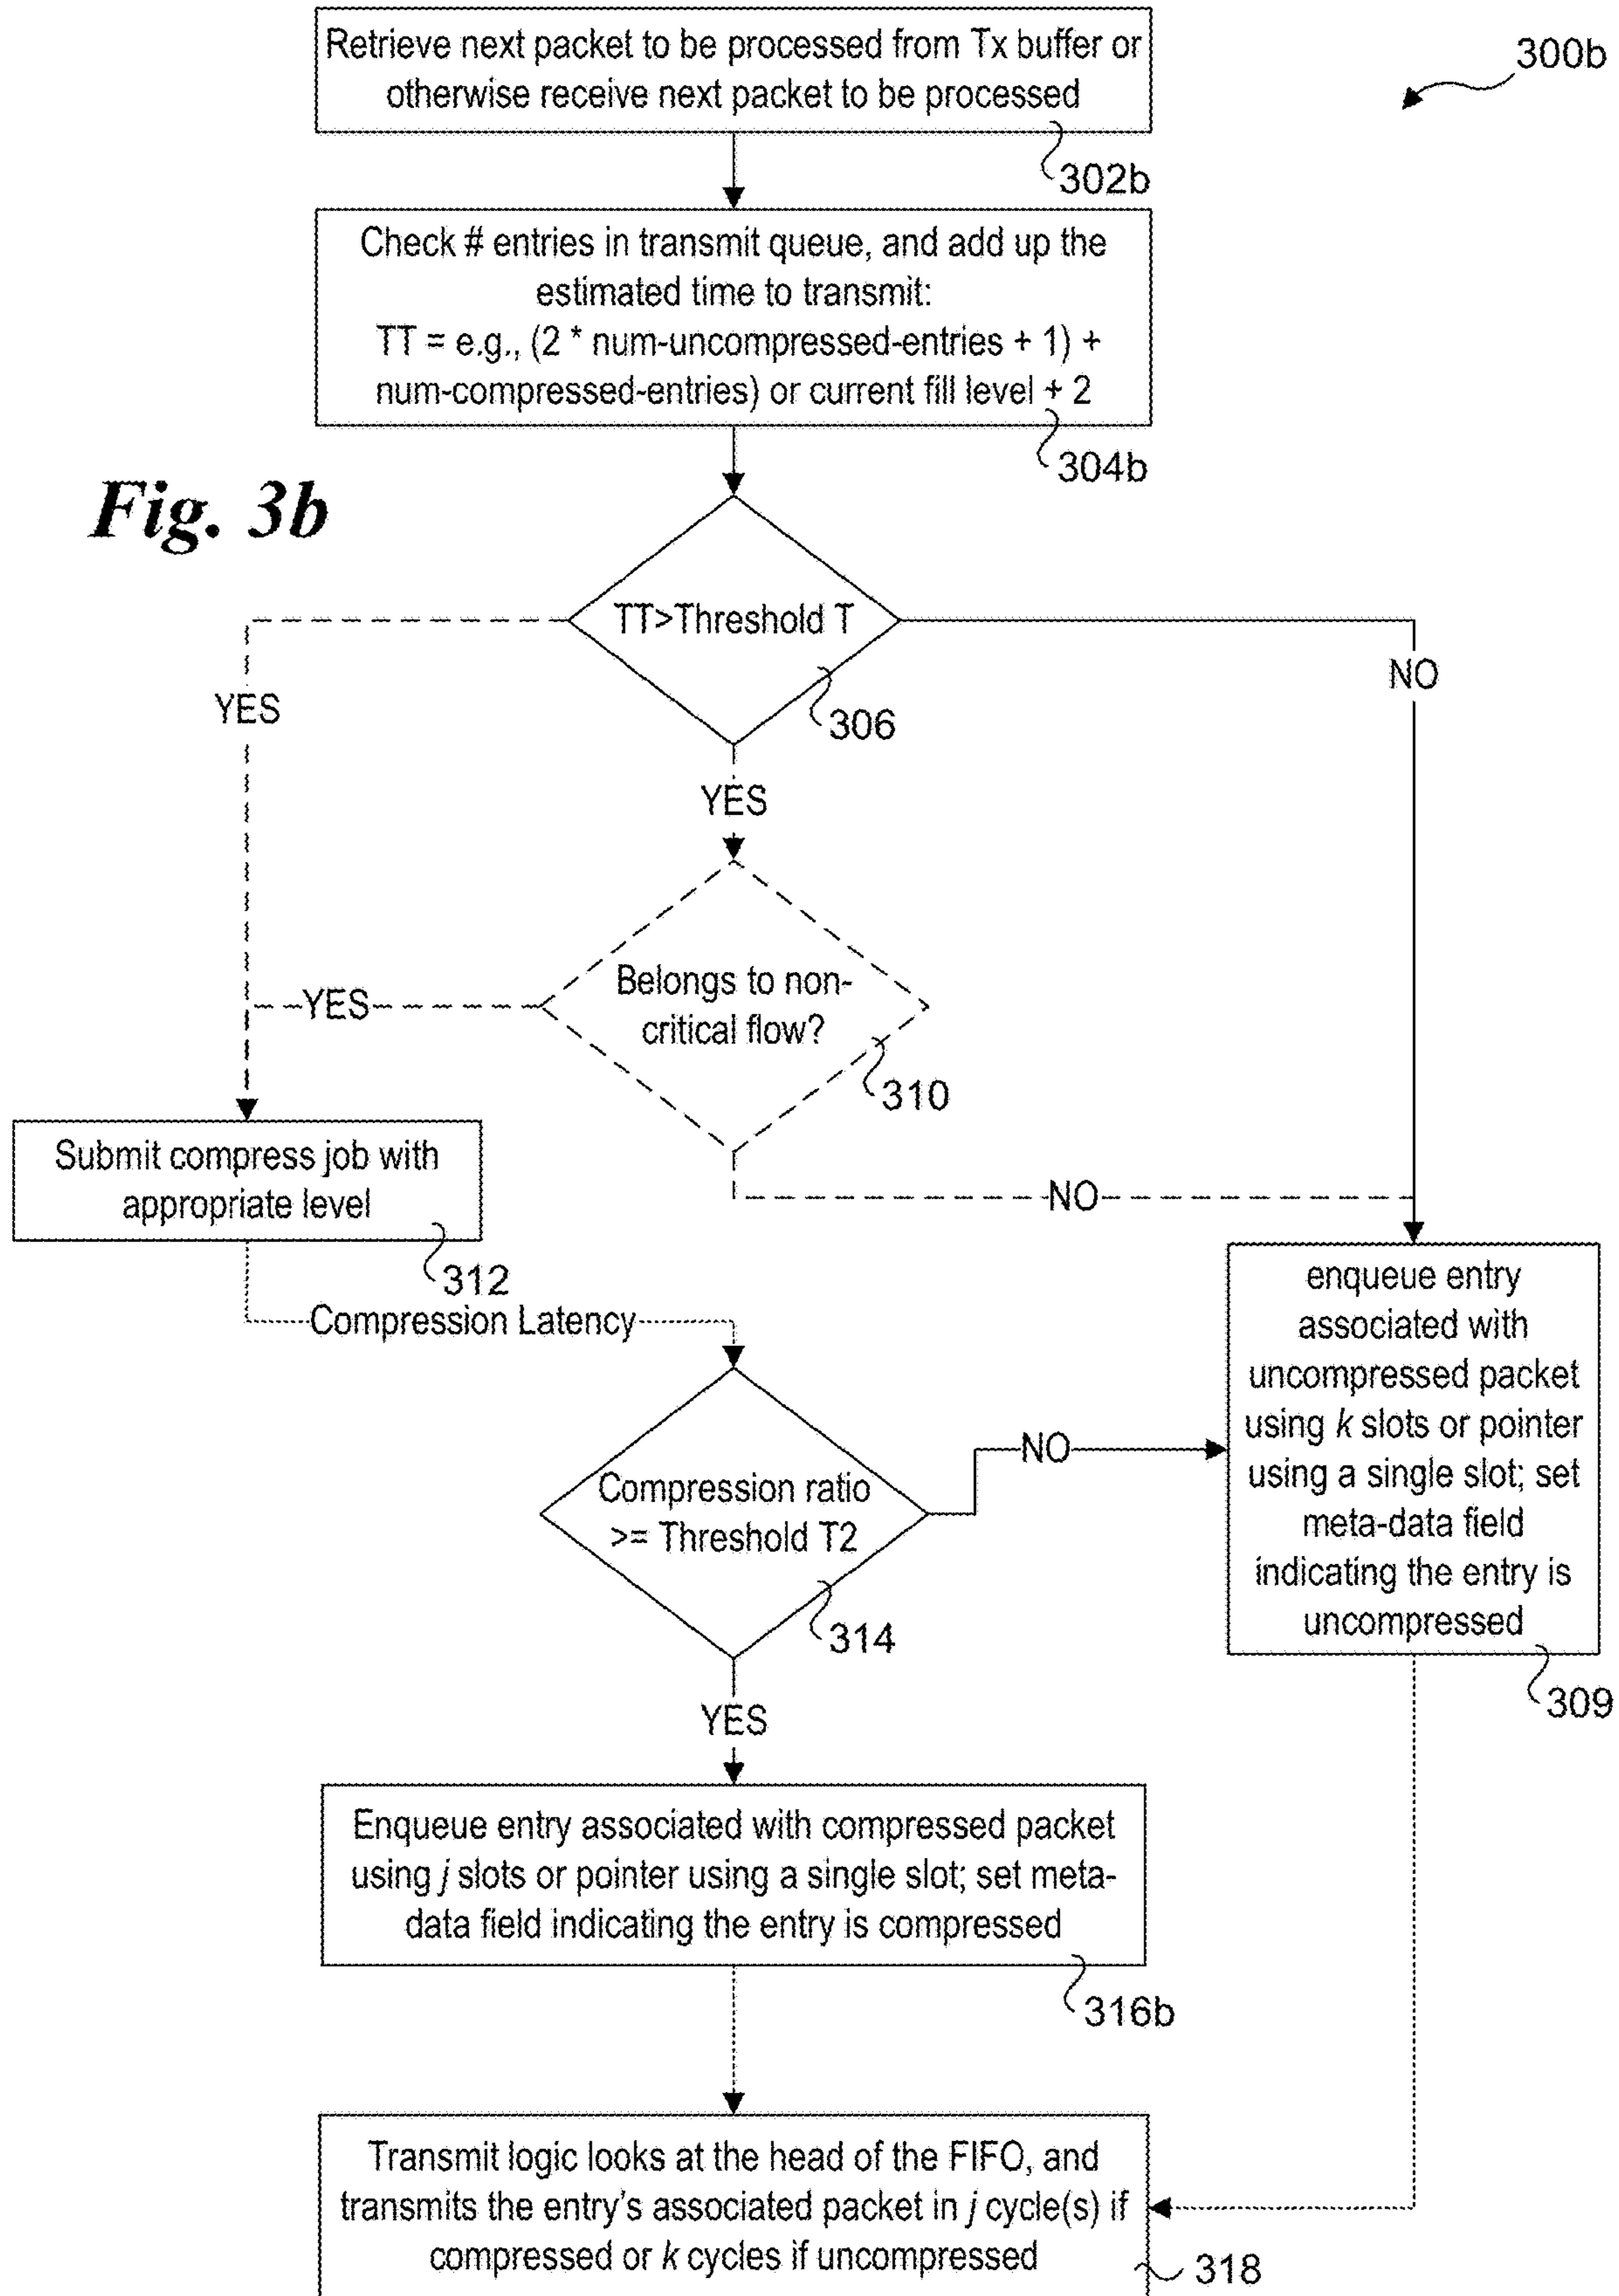 Retrieve next packet to be processed from Tx buffer or
otherwise receive next packet to be processed
300b
302b
Check # entries in transmit queue, and add up the
estimated time to transmit:
TT = e.g., (2 * num-uncompressed-entries + 1) +
num-compressed-entries) or current fill level + 2
304b
Fig. 3b
TT>Threshold T
306
YES
NO
YES
Belongs to non-
critical flow?
310
YES
NO
Submit compress job with
appropriate level
312
Compression Latency
enqueue entry
associated with
uncompressed packet
using k slots or pointer
using a single slot; set
meta-data field
indicating the entry is
uncompressed
309
Compression ratio
>= Threshold T2
314
NO
YES
Enqueue entry associated with compressed packet
using j slots or pointer using a single slot; set meta-
data field indicating the entry is compressed
316b
Transmit logic looks at the head of the FIFO, and
transmits the entry's associated packet in j cycle(s) if
compressed or k cycles if uncompressed
318